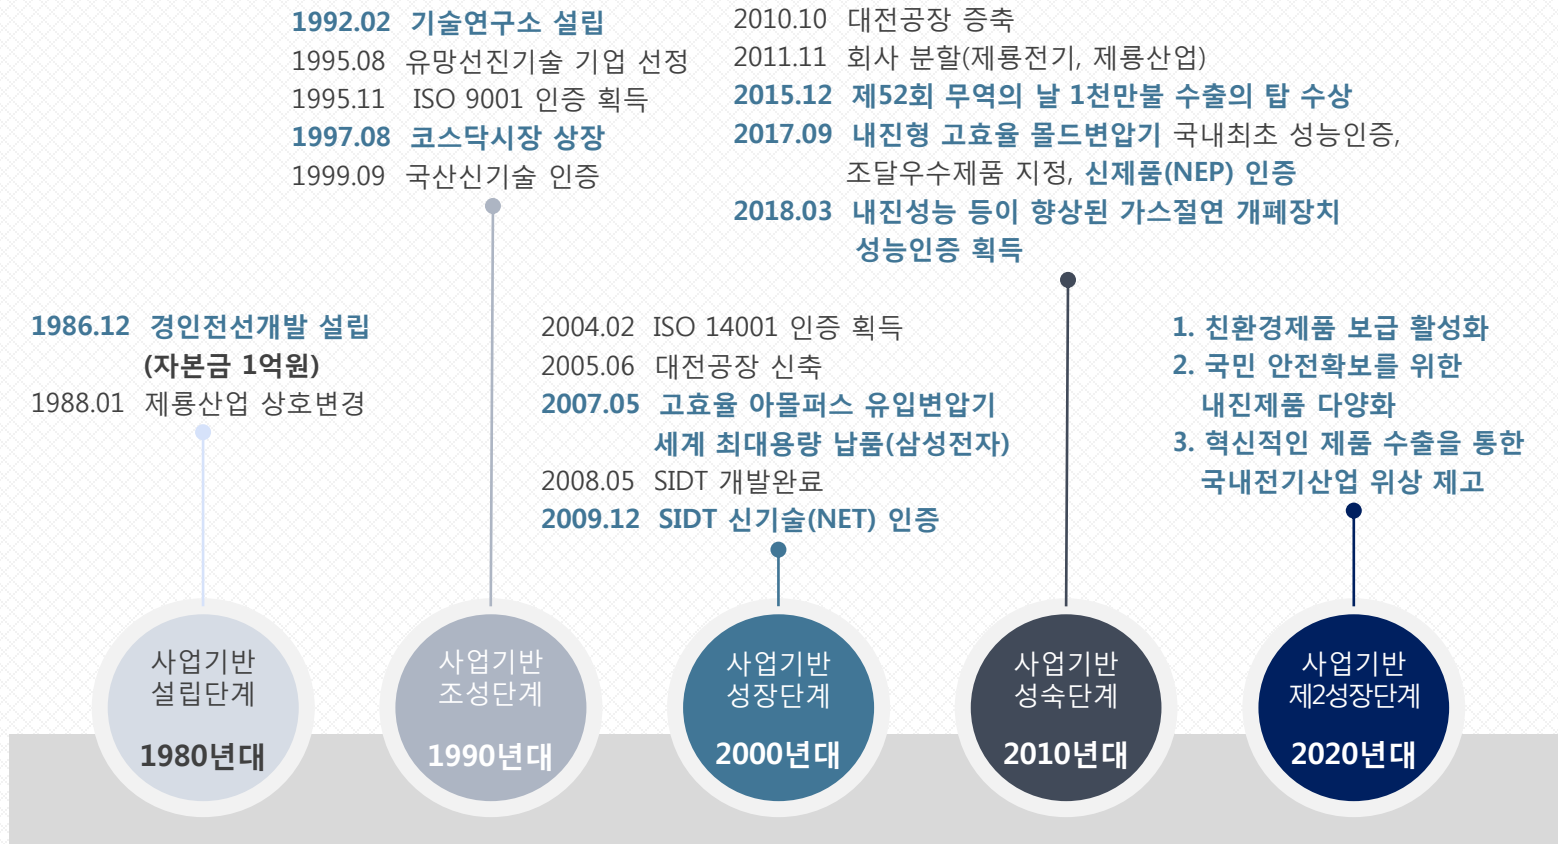 1992.02 기술연구소 설립
1995.08 유망선진기술 기업 선정
1995.11 ISO 9001 인증 획득
1997.08 코스닥시장 상장
1999.09 국산신기술 인증
2010.10 대전공장 증축
2011.11 회사 분할(제룡전기, 제룡산업)
2015.12 제52회 무역의 날 1천만불 수출의 탑 수상
2017.09 내진형 고효율 몰드변압기 국내최초 성능인증,
조달우수제품 지정, 신제품(NEP) 인증
2018.03 내진성능 등이 향상된 가스절연 개폐장치
성능인증 획득
1986.12 경인전선개발 설립
(자본금 1억원)
1988.01 제룡산업 상호변경
2004.02 ISO 14001 인증 획득
2005.06 대전공장 신축
2007.05 고효율 아몰퍼스 유입변압기
세계 최대용량 납품(삼성전자)
2008.05 SIDT 개발완료
2009.12 SIDT 신기술(NET) 인증
1. 친환경제품 보급 활성화
2. 국민 안전확보를 위한
내진제품 다양화
3. 혁신적인 제품 수출을 통한
국내전기산업 위상 제고
사업기반
설립단계
1980년대
사업기반
조성단계
1990년대
사업기반
성장단계
2000년대
사업기반
성숙단계
2010년대
사업기반
제2성장단계
2020년대